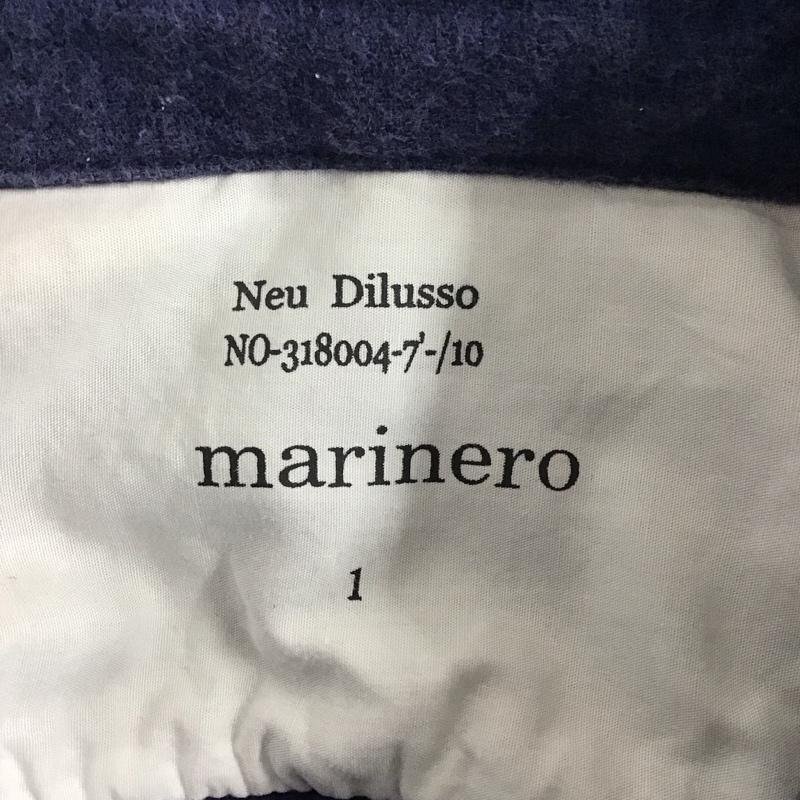 Neu Dilusso
NO-318004-7'-/10
marinero
1